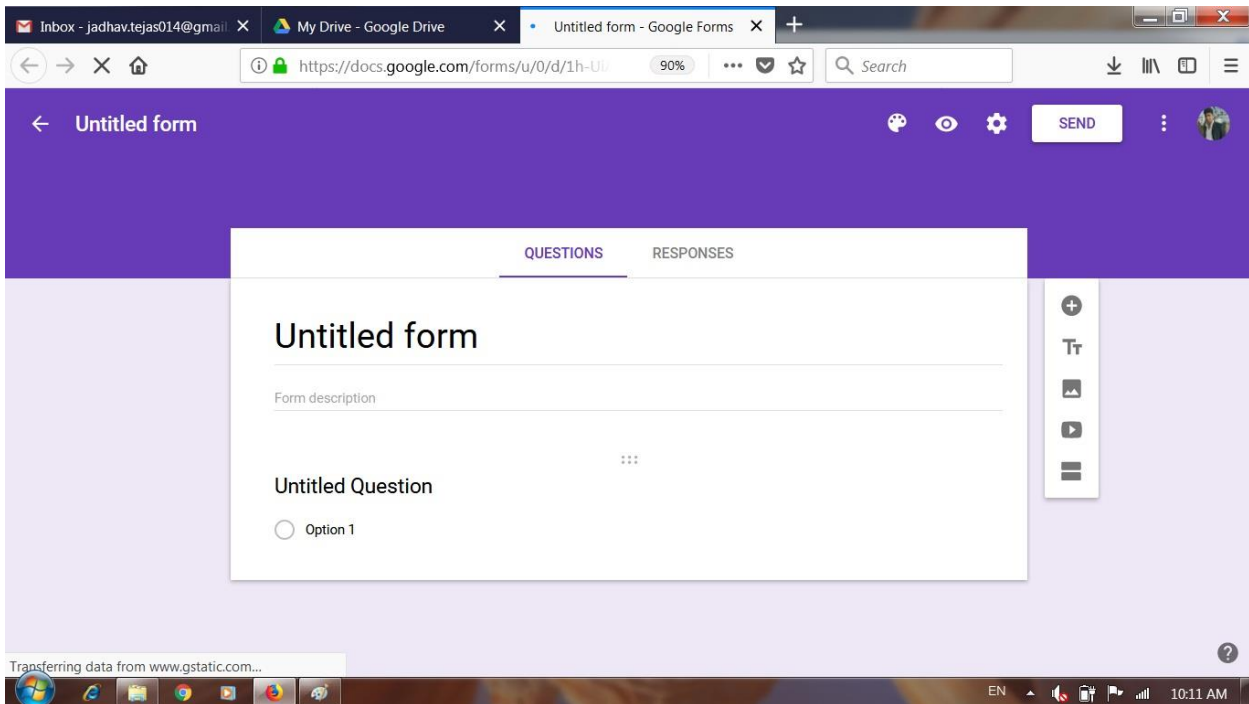 Inbox - jadhav.tejas014@gmail. My Drive - Google Drive Untitled form - Google Forms
https://docs.google.com/forms/u/0/d/1h- 90% Search
Untitled form SEND
QUESTIONS RESPONSES
Untitled form
Form description
Untitled Question
Option 1
Transferring data from www.gstatic.com...
EN 10:11 AM